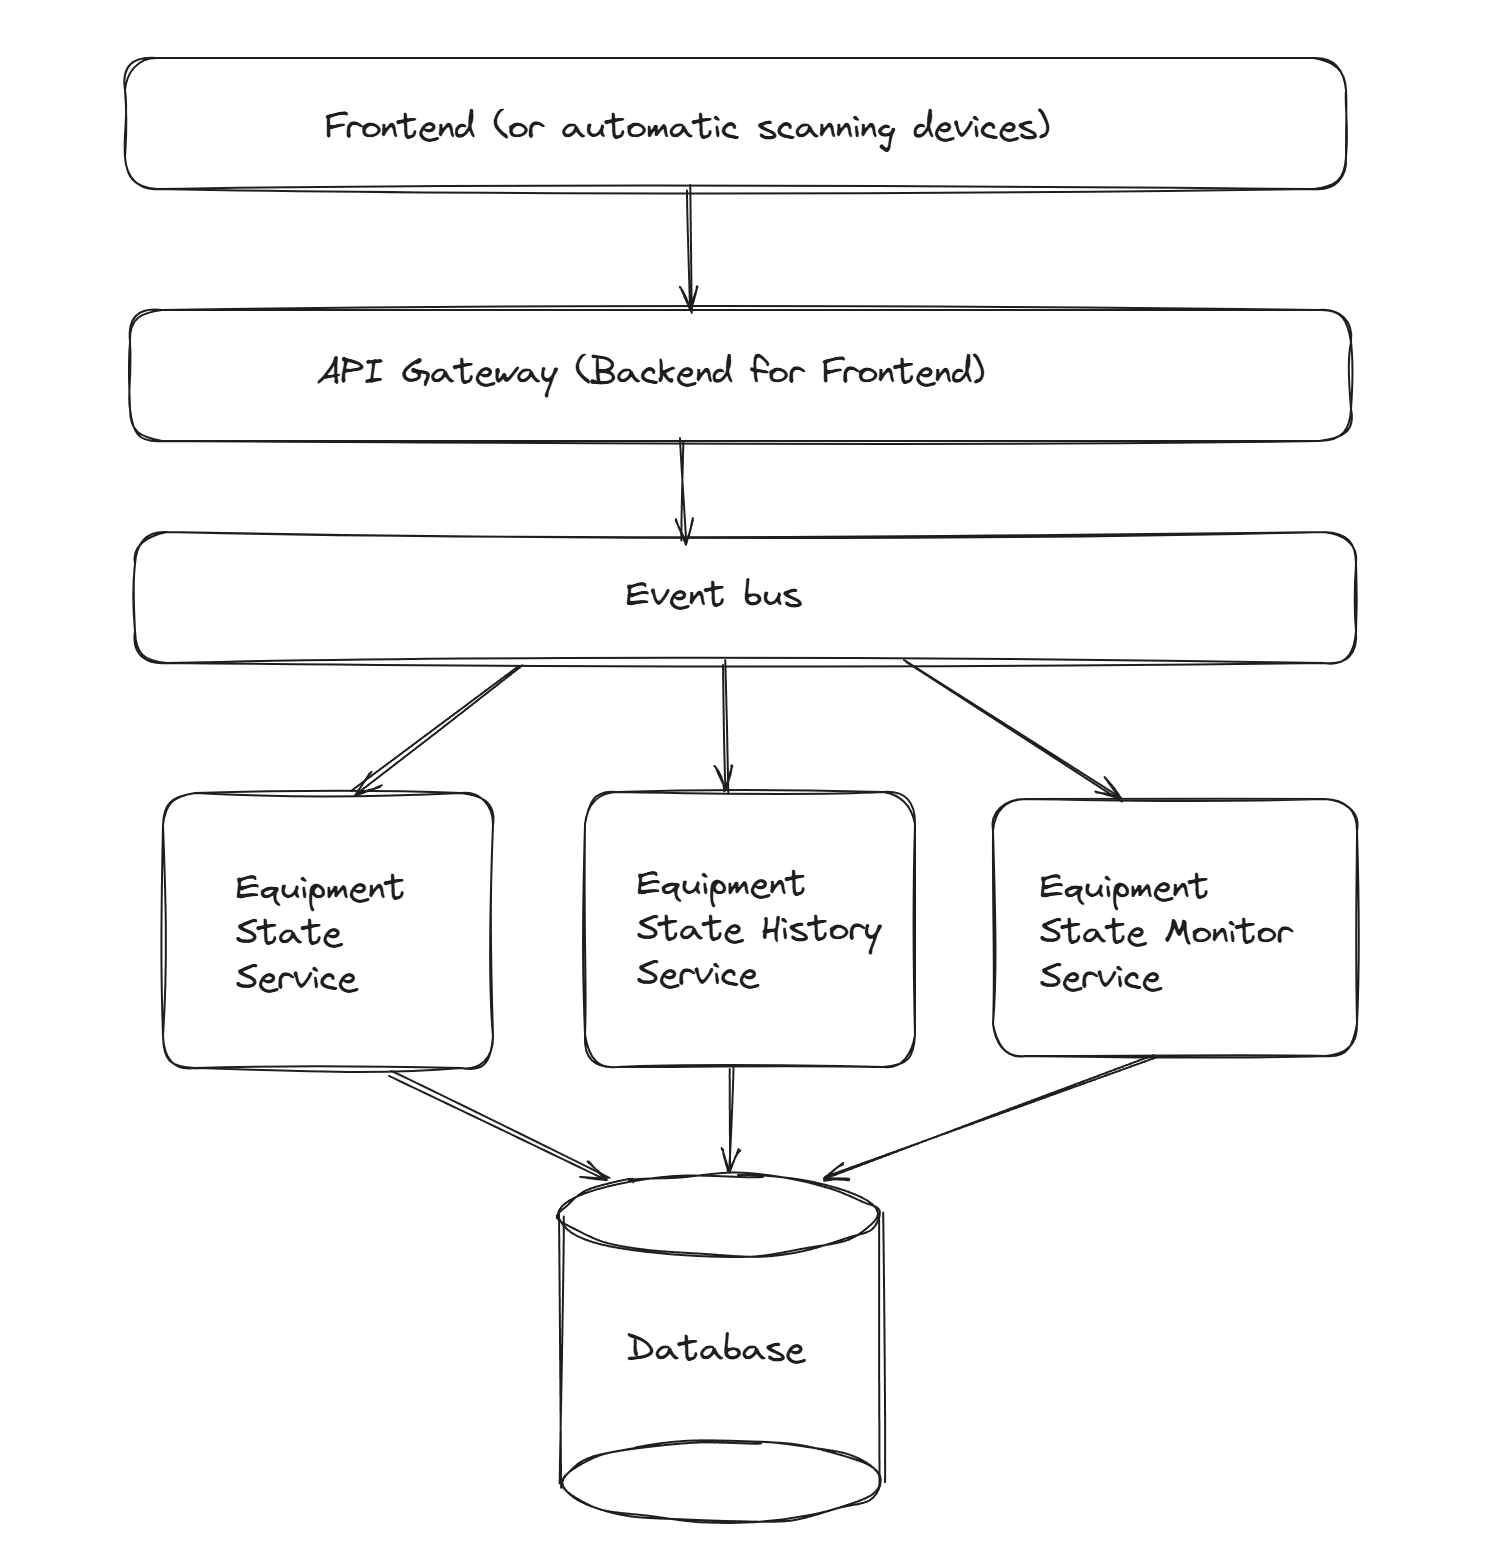 Frontend (or automatic scanning devices)
API Gateway (Backend for Frontend)
Event bus
Equipment
State
Service
Equipment
State History
Service
Equipment
State Monitor
Service
Database